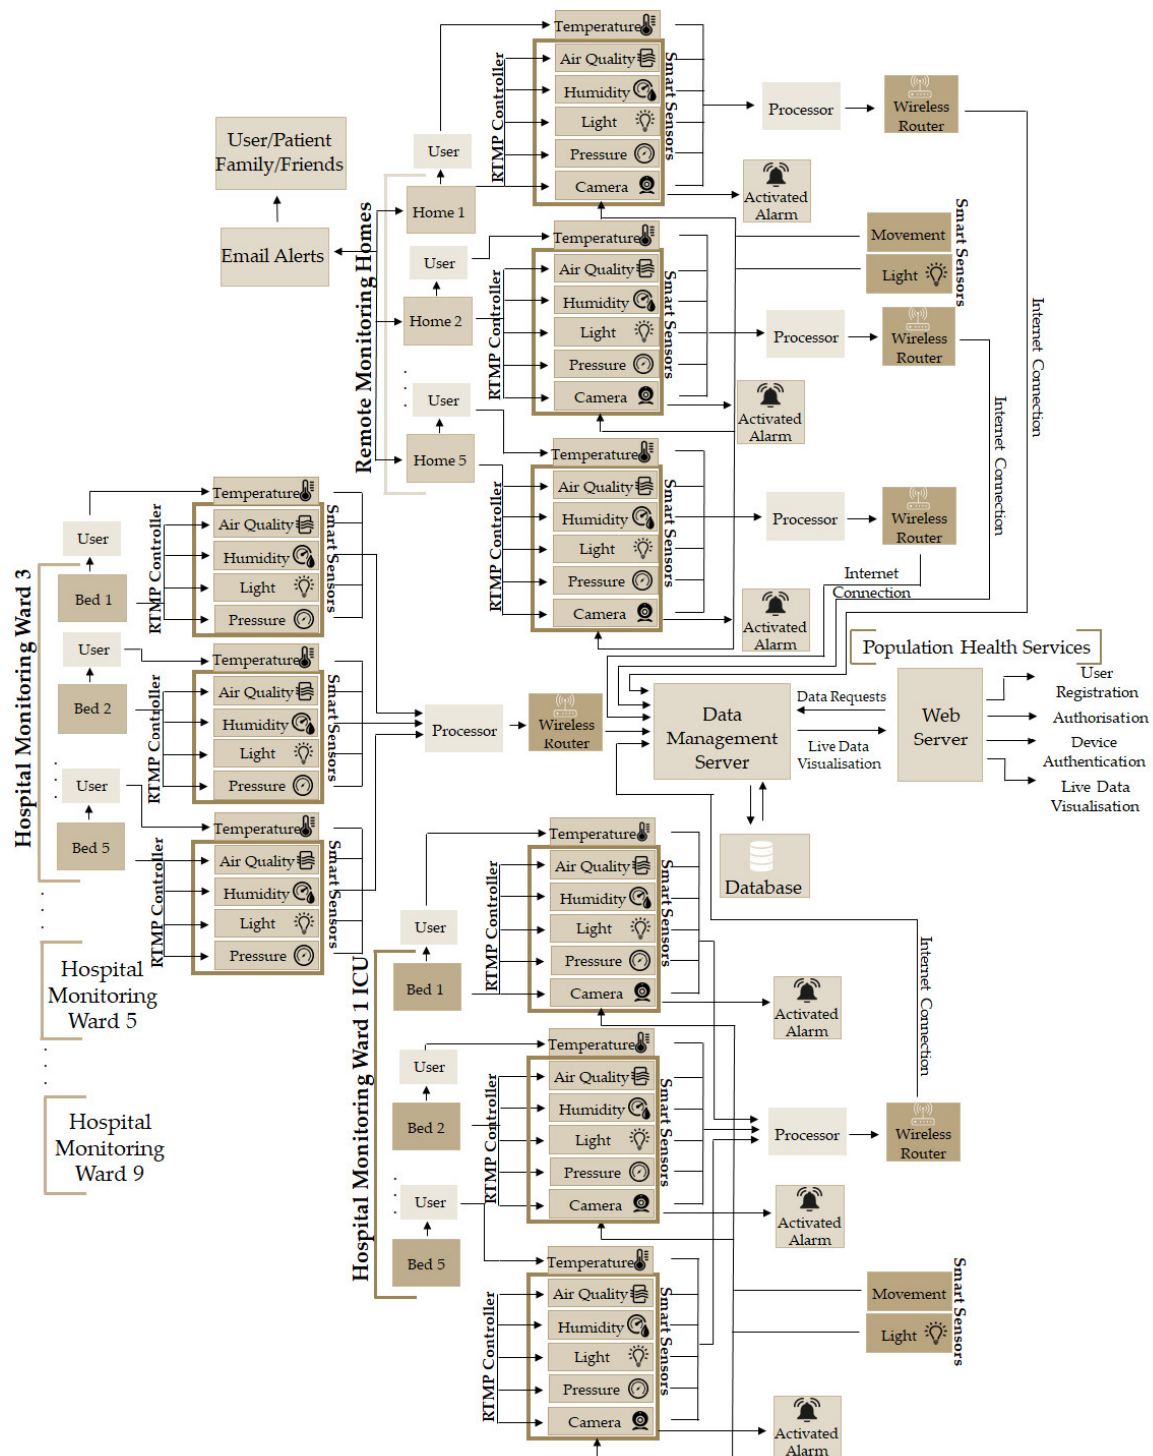 Temperature
Air Quality
Humidity
Light
Pressure
Camera
RTMP Controller
Smart Sensors
Processor
Wireless
Router
Activated
Alarm
User/Patient
Family/Friends
Email Alerts
Remote Monitoring Homes
User
Home 1
Movement
Light
Smart Sensors
Internet Connection
Temperature
Air Quality
Humidity
Light
Pressure
Camera
RTMP Controller
Smart Sensors
User
Home 2
Processor
Wireless
Router
Activated
Alarm
Internet Connection
. . .
User
Home 5
Temperature
Air Quality
Humidity
Light
Pressure
Camera
RTMP Controller
Smart Sensors
Processor
Wireless
Router
Internet
Connection
Activated
Alarm
Hospital Monitoring Ward 3
User
Bed 1
Temperature
Air Quality
Humidity
Light
Pressure
RTMP Controller
Smart Sensors
User
Bed 2
Temperature
Air Quality
Humidity
Light
Pressure
RTMP Controller
Smart Sensors
. . .
User
Bed 5
Temperature
Air Quality
Humidity
Light
Pressure
RTMP Controller
Smart Sensors
. . .
Hospital
Monitoring
Ward 5
. . .
Hospital
Monitoring
Ward 9
Processor
Wireless
Router
Data
Management
Server
Database
Data Requests
Live Data
Visualisation
Population Health Services
Web
Server
User
Registration
Authorisation
Device
Authentication
Live Data
Visualisation
Hospital Monitoring Ward 1 ICU
User
Bed 1
Temperature
Air Quality
Humidity
Light
Pressure
Camera
RTMP Controller
Smart Sensors
Activated
Alarm
Internet Connection
User
Bed 2
Temperature
Air Quality
Humidity
Light
Pressure
Camera
RTMP Controller
Smart Sensors
Processor
Wireless
Router
Activated
Alarm
. . .
User
Bed 5
Temperature
Air Quality
Humidity
Light
Pressure
Camera
RTMP Controller
Smart Sensors
Movement
Light
Smart Sensors
Activated
Alarm